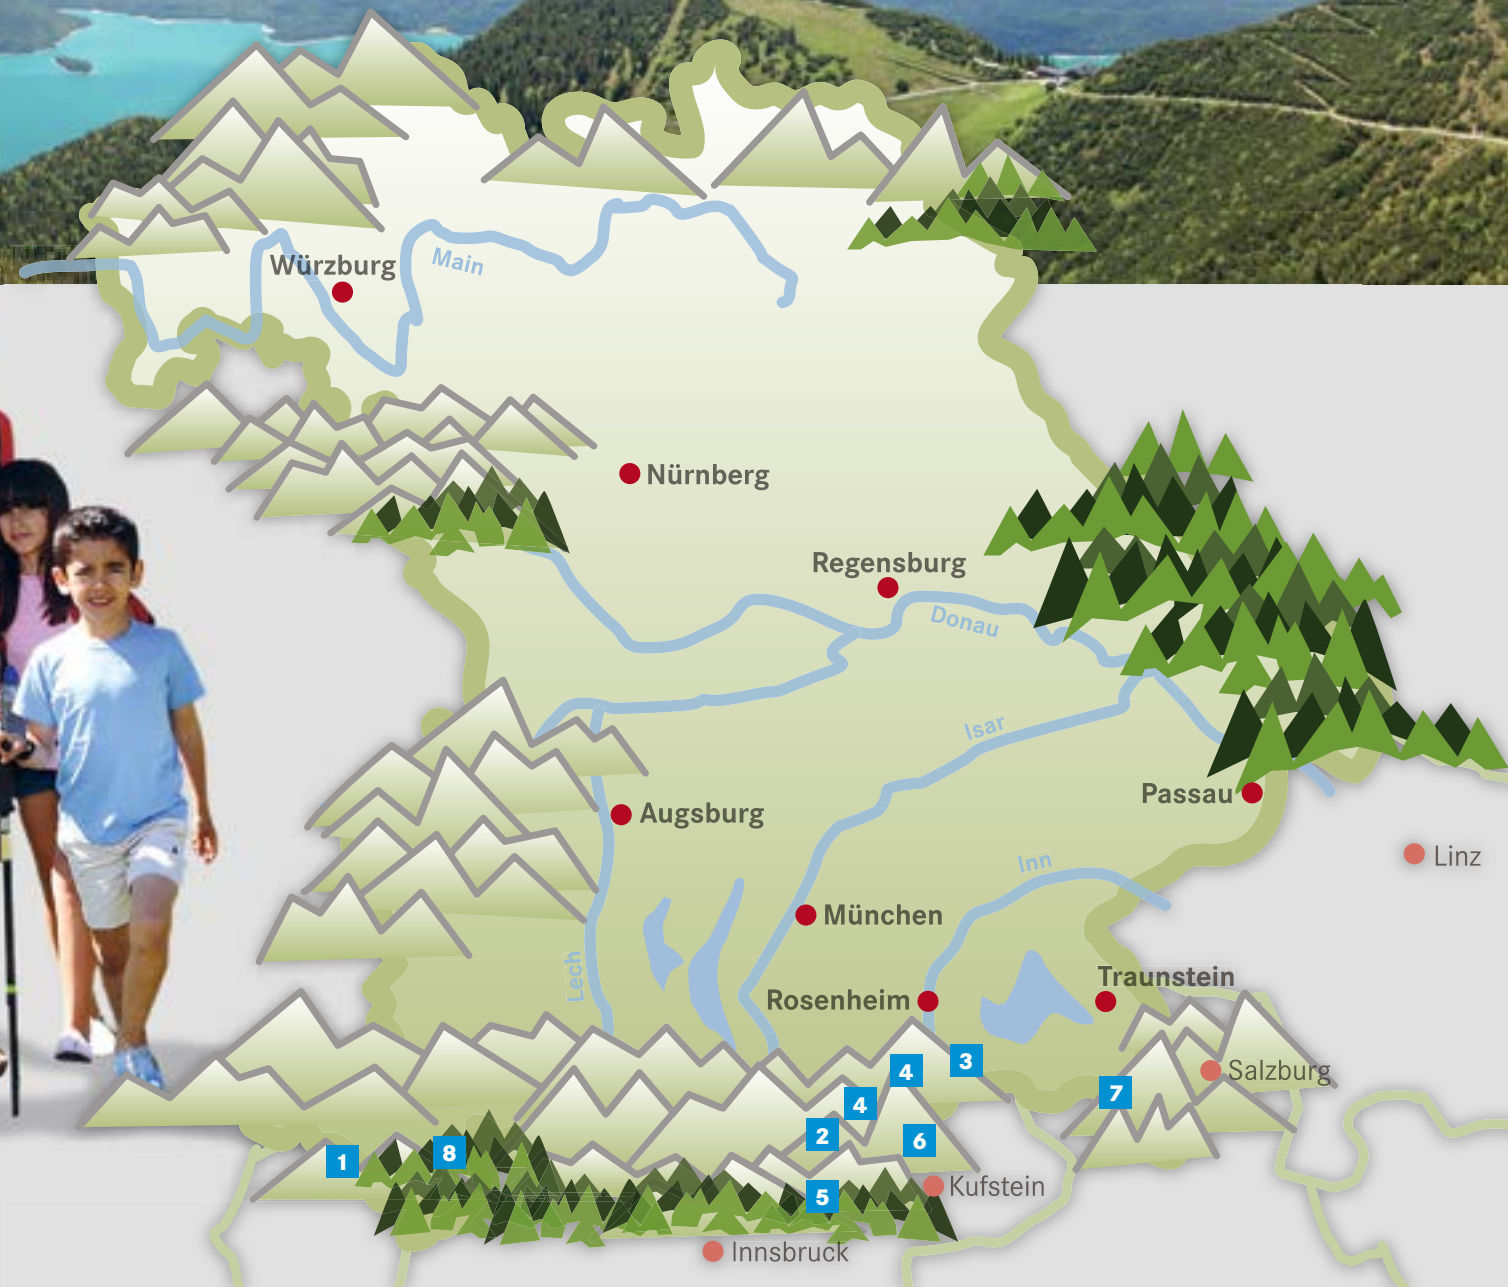 Würzburg
Main
Nürnberg
Regensburg
Donau
Isar
Passau
Augsburg
Linz
Inn
München
Lech
Traunstein
Rosenheim
3
4
Salzburg
7
4
2
6
8
1
5
Kufstein
Innsbruck